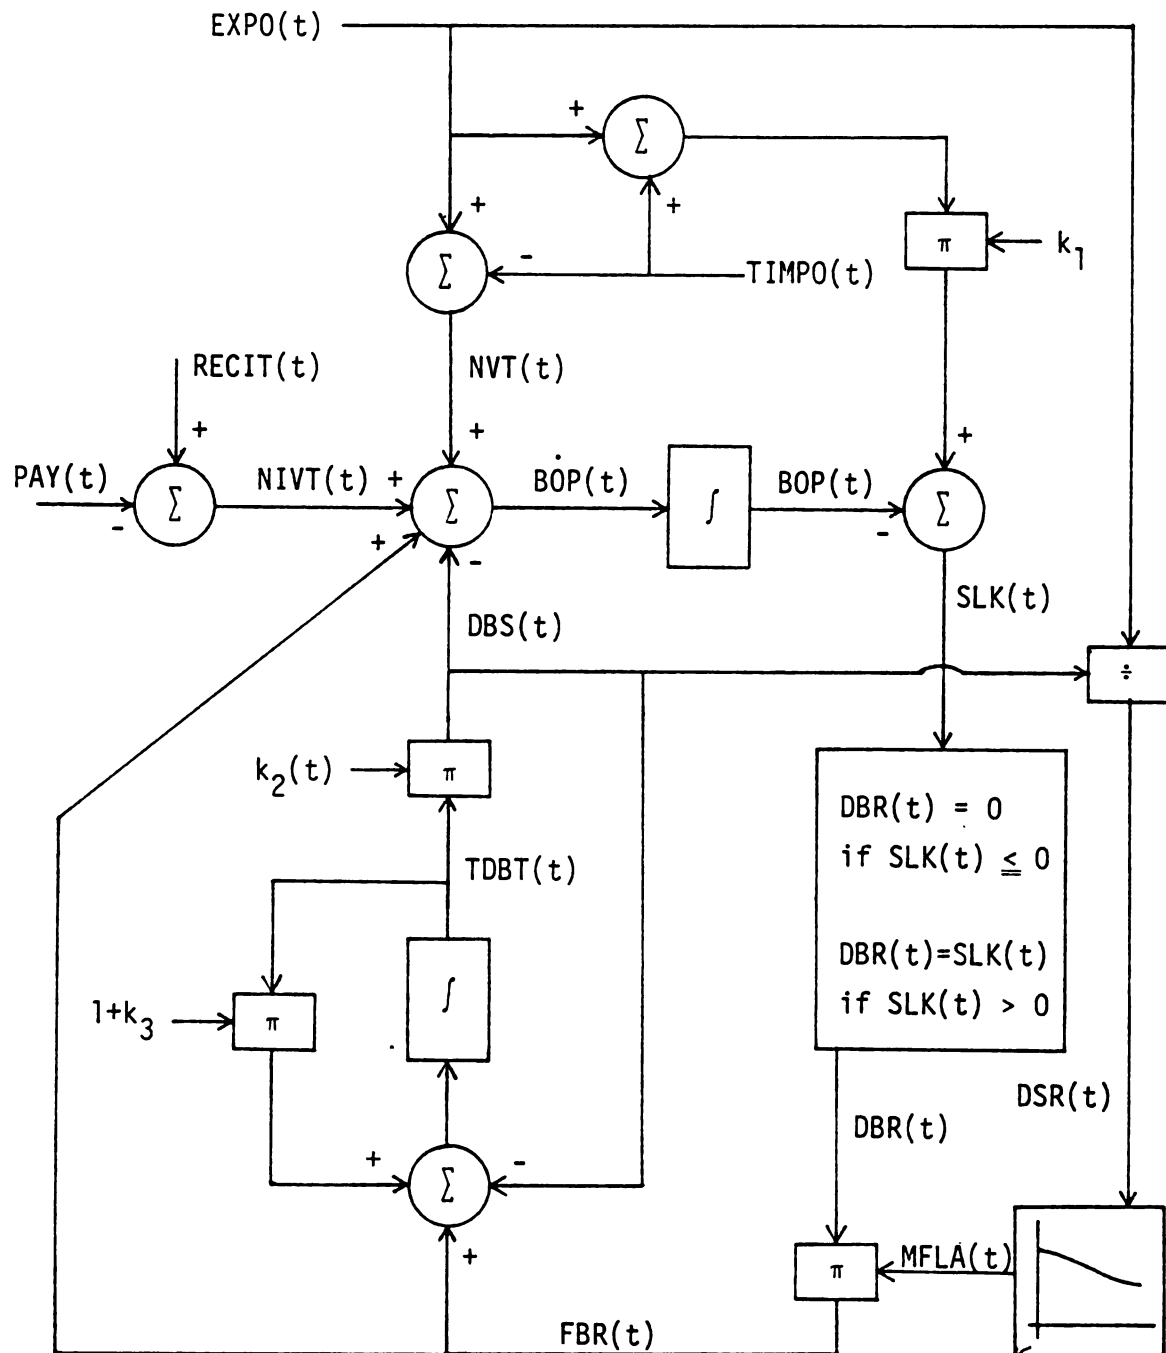 EXPO(t)
+
Σ
+
+
π
k₁
Σ
-
TIMPO(t)
RECIT(t)
NVT(t)
+
+
+
PAY(t)
-
Σ
NIVT(t)
+
Σ
BȮP(t)
∫
BOP(t)
-
Σ
+
-
SLK(t)
DBS(t)
÷
k₂(t)
π
DBR(t) = 0
if SLK(t) ≦ 0
TDBT(t)
DBR(t)=SLK(t)
if SLK(t) > 0
∫
1+k₃
π
DSR(t)
DBR(t)
+
Σ
-
+
π
MFLA(t)
FBR(t)